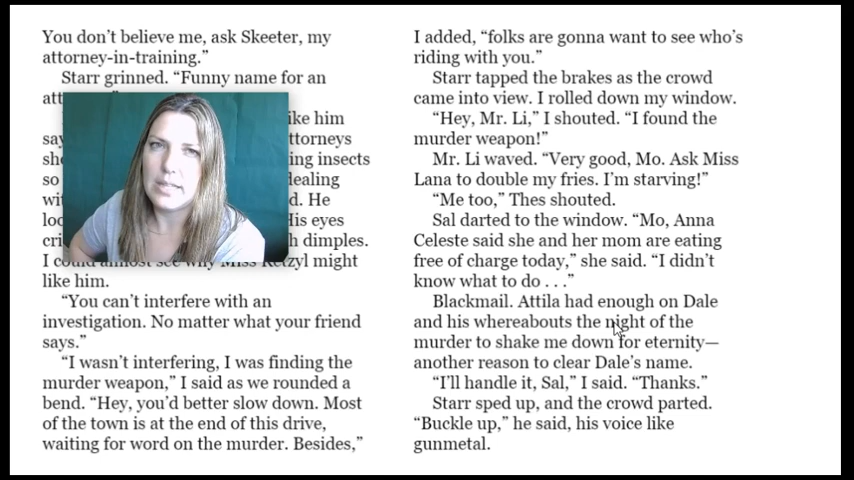 You don’t believe me, ask Skeeter, my
attorney-in-training.”
Starr grinned. “Funny name for an
like him
ttorneys
ing insects
so
dealing
d. He
His eyes
dimples.
I could almost see why Miss Retzyl might
like him.
“You can’t interfere with an
investigation. No matter what your friend
says.”
“I wasn’t interfering, I was finding the
murder weapon,” I said as we rounded a
bend. “Hey, you’d better slow down. Most
of the town is at the end of this drive,
waiting for word on the murder. Besides,”
I added, “folks are gonna want to see who’s
riding with you.”
Starr tapped the brakes as the crowd
came into view. I rolled down my window.
“Hey, Mr. Li,” I shouted. “I found the
murder weapon!”
Mr. Li waved. “Very good, Mo. Ask Miss
Lana to double my fries. I’m starving!”
“Me too,” Thes shouted.
Sal darted to the window. “Mo, Anna
Celeste said she and her mom are eating
free of charge today,” she said. “I didn’t
know what to do . . .”
Blackmail. Attila had enough on Dale
and his whereabouts the night of the
murder to shake me down for eternity—
another reason to clear Dale’s name.
“I’ll handle it, Sal,” I said. “Thanks.”
Starr sped up, and the crowd parted.
“Buckle up,” he said, his voice like
gunmetal.